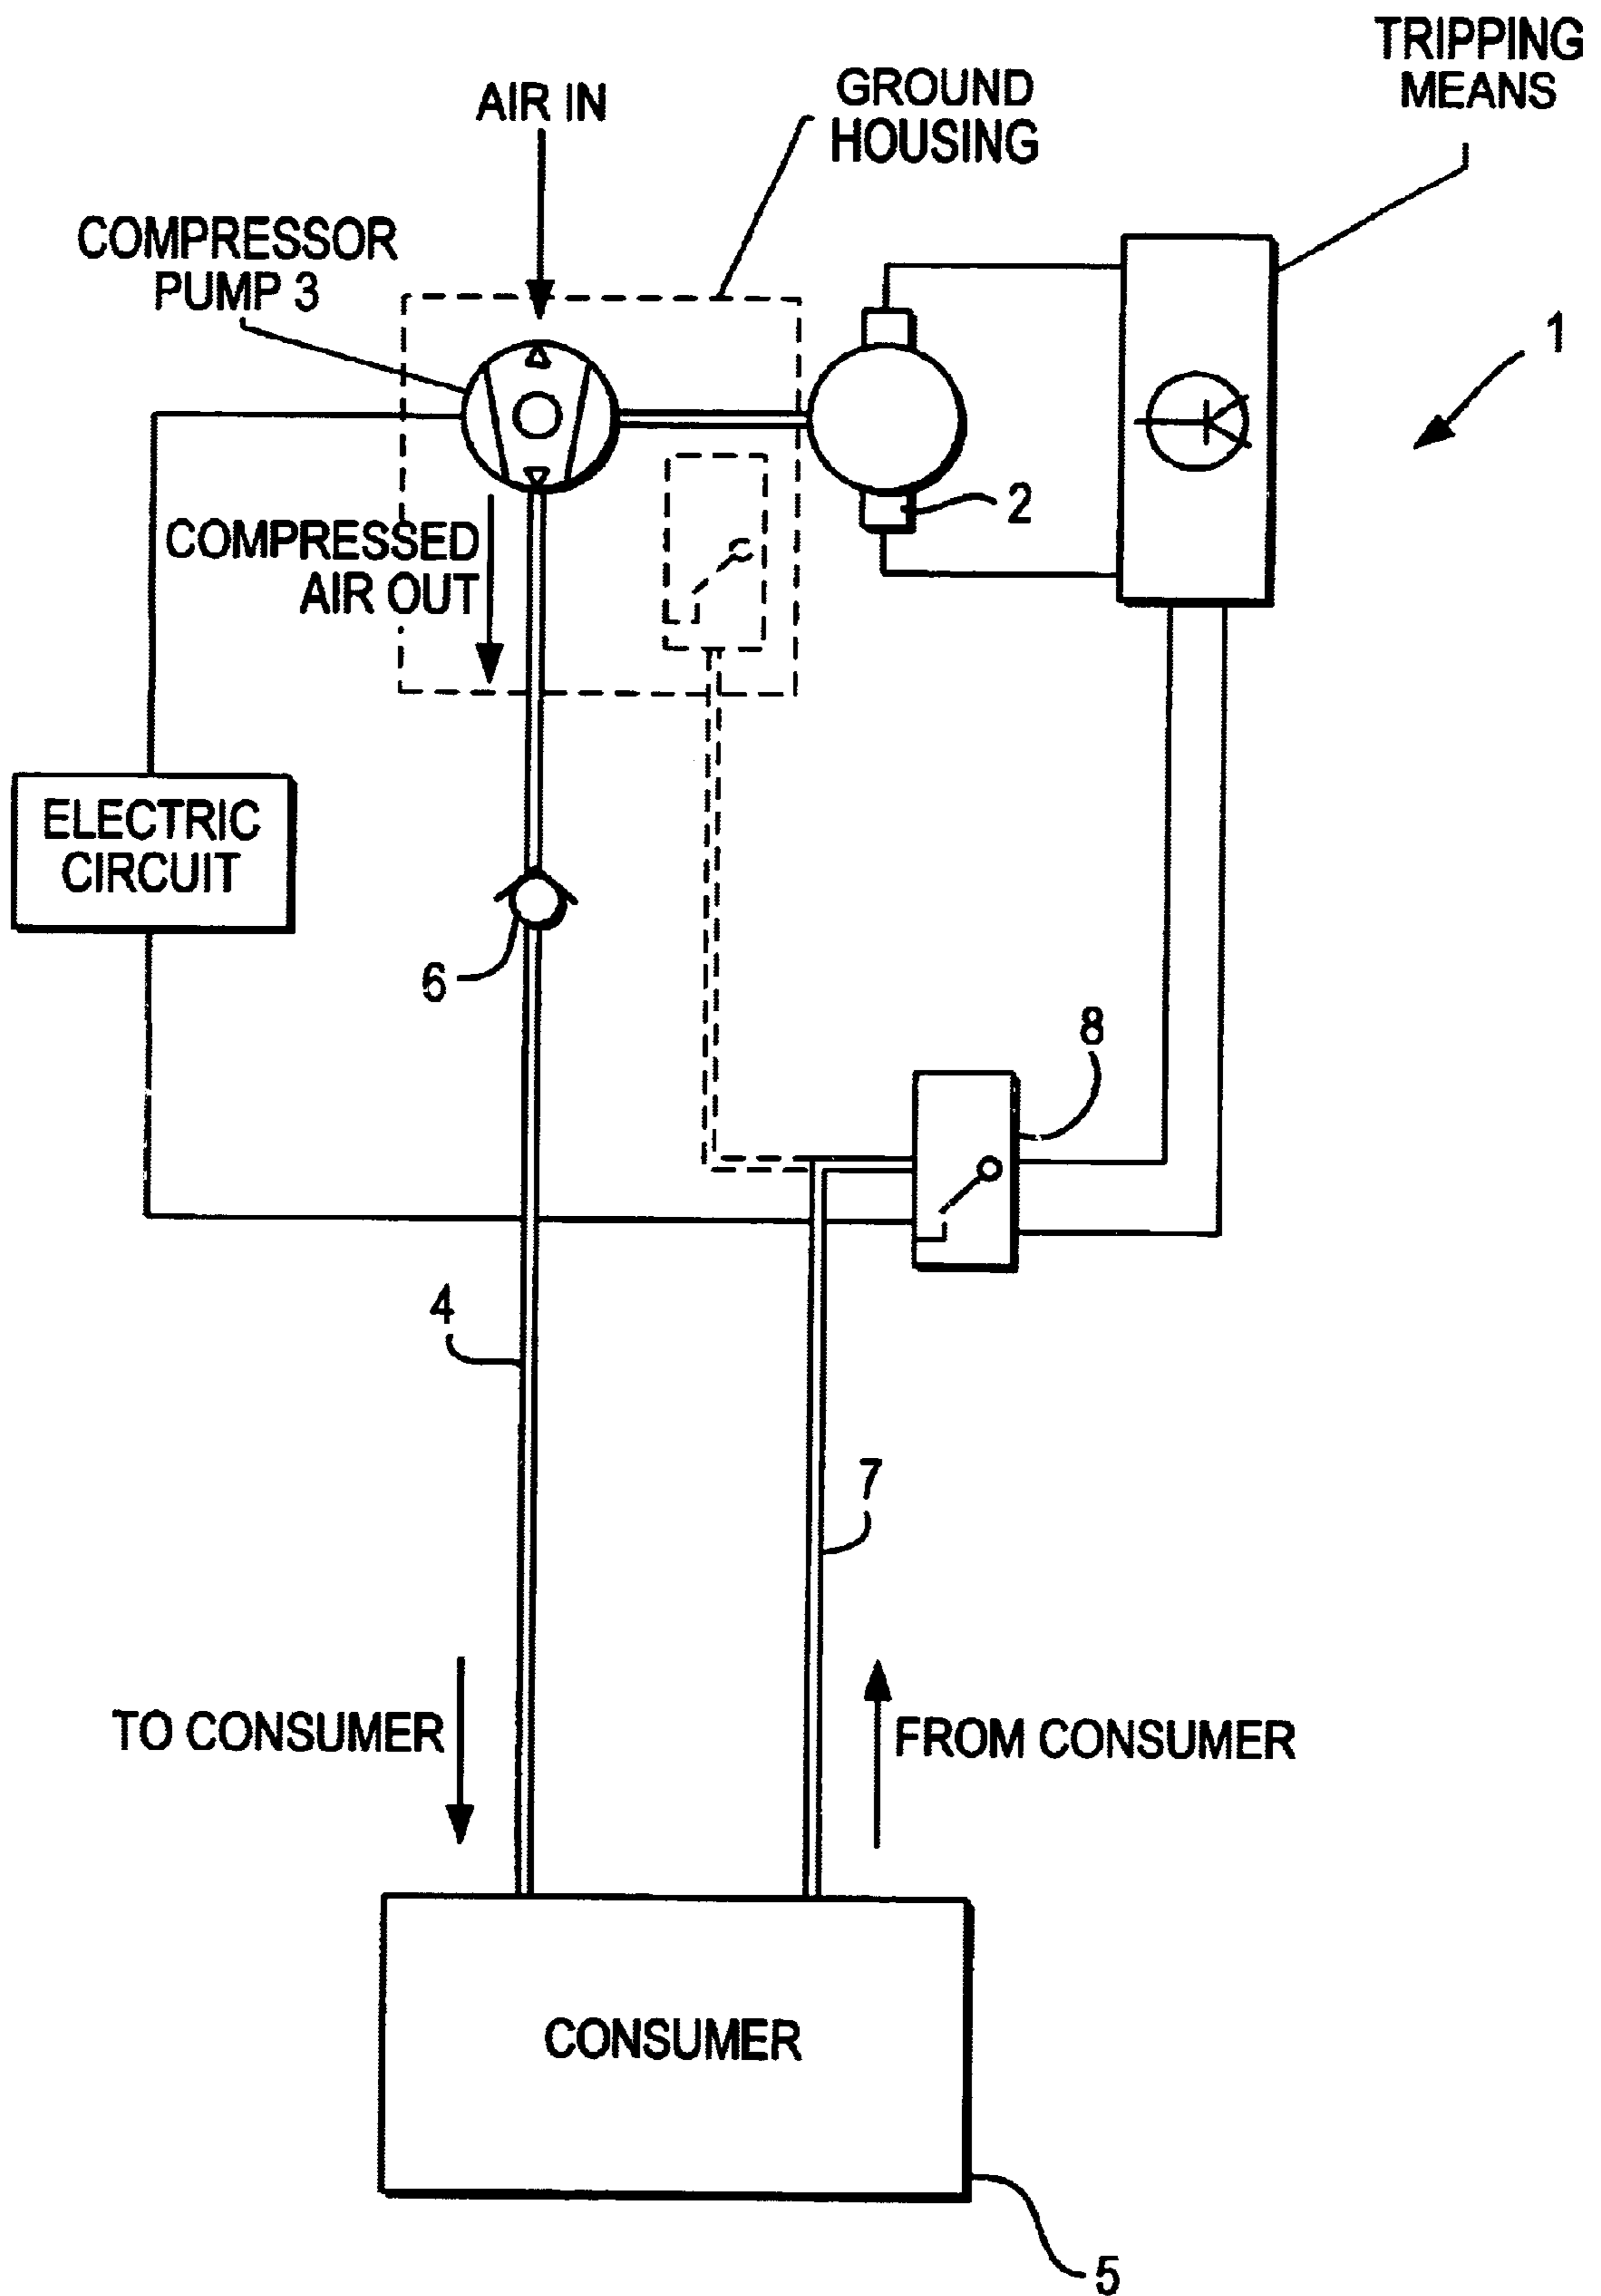 TRIPPING
MEANS
GROUND
HOUSING
AIR IN
COMPRESSOR
PUMP 3
1
2
COMPRESSED
AIR OUT
ELECTRIC
CIRCUIT
6
8
4
7
TO CONSUMER
FROM CONSUMER
CONSUMER
5